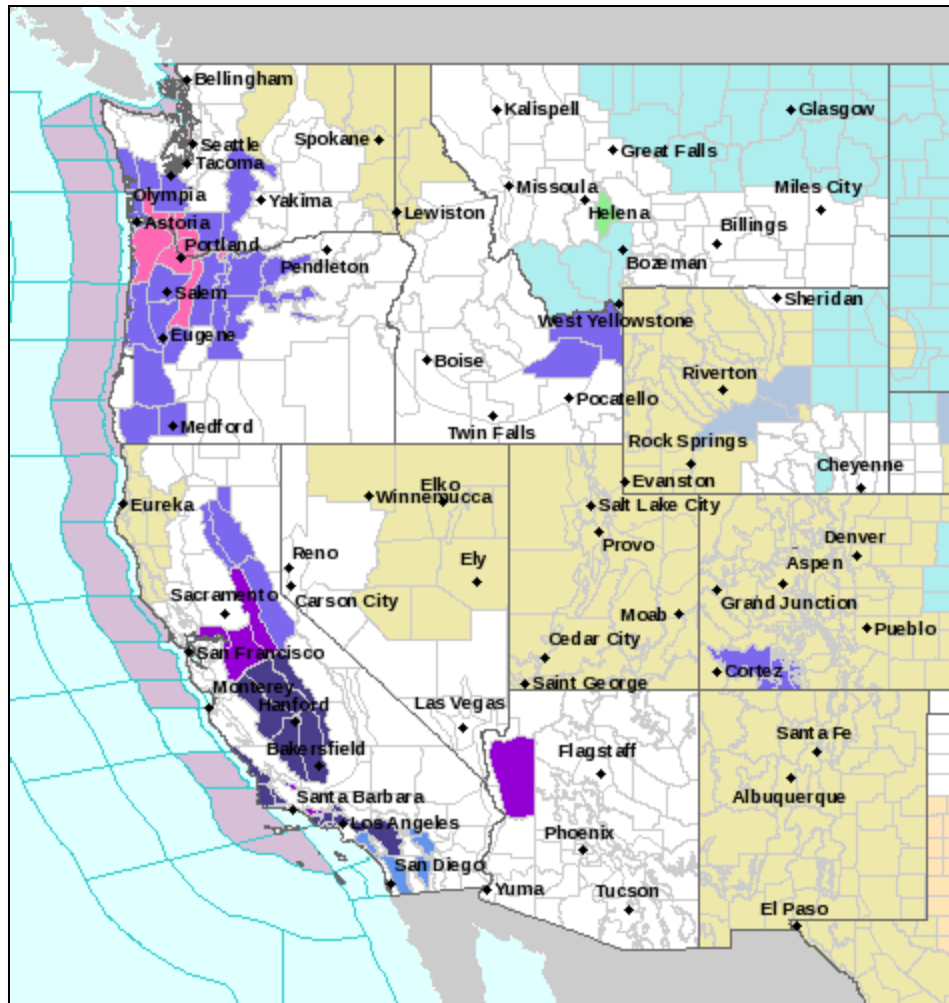 Bellingham
Kalispell
Glasgow
Seattle
Spokane
Great Falls
Tacoma
Missoula
Miles City
Olympia
Yakima
Lewiston
Helena
Astoria
Billings
Portland
Pendleton
Bozeman
Salem
Sheridan
West Yellowstone
Eugene
Boise
Riverton
Pocatello
Medford
Twin Falls
Rock Springs
Cheyenne
Elko
Evanston
Eureka
Winnemucca
Salt Lake City
Denver
Provo
Reno
Ely
Aspen
Sacramento
Carson City
Grand Junction
Moab
Pueblo
Cedar City
San Francisco
Cortez
Saint George
Monterey
Hanford
Las Vegas
Santa Fe
Bakersfield
Flagstaff
Albuquerque
Santa Barbara
Los Angeles
Phoenix
San Diego
Yuma
Tucson
El Paso